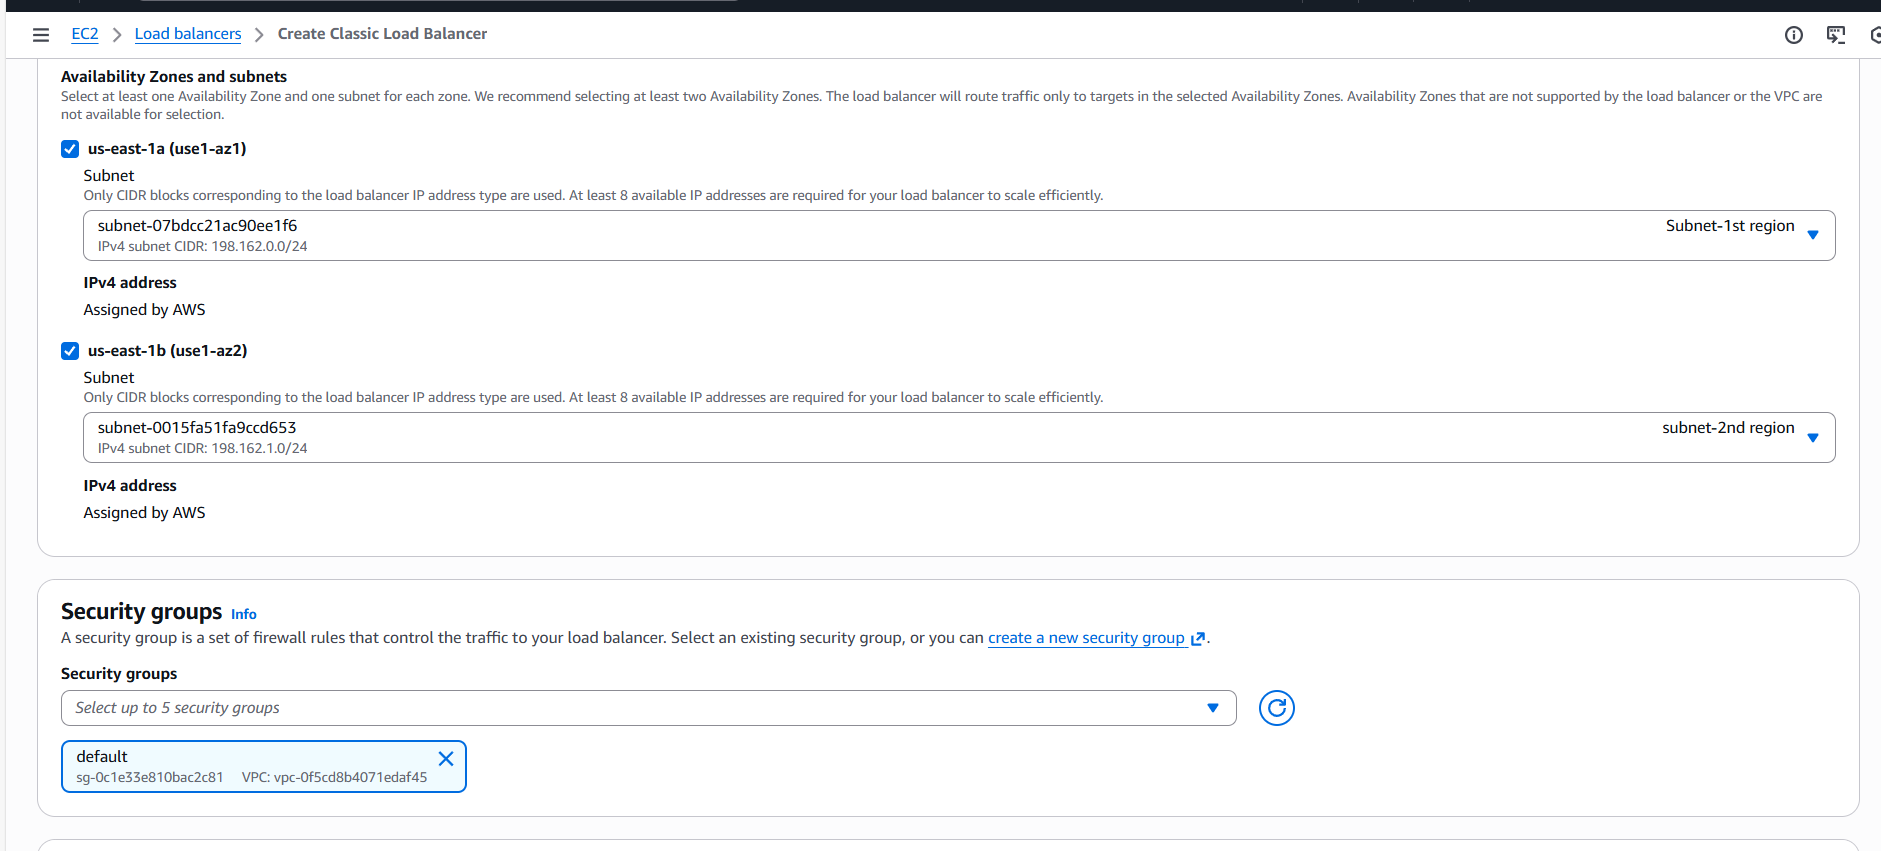 EC2 > Load balancers > Create Classic Load Balancer
Availability Zones and subnets
Select at least one Availability Zone and one subnet for each zone. We recommend selecting at least two Availability Zones. The load balancer will route traffic only to targets in the selected Availability Zones. Availability Zones that are not supported by the load balancer or the VPC are
not available for selection.
us-east-1a (use1-az1)
Subnet
Only CIDR blocks corresponding to the load balancer IP address type are used. At least 8 available IP addresses are required for your load balancer to scale efficiently.
subnet-07bdcc21ac90ee1f6 Subnet-1st region
IPv4 subnet CIDR: 198.162.0.0/24
IPv4 address
Assigned by AWS
us-east-1b (use1-az2)
Subnet
Only CIDR blocks corresponding to the load balancer IP address type are used. At least 8 available IP addresses are required for your load balancer to scale efficiently.
subnet-0015fa51fa9ccd653 subnet-2nd region
IPv4 subnet CIDR: 198.162.1.0/24
IPv4 address
Assigned by AWS
Security groups Info
A security group is a set of firewall rules that control the traffic to your load balancer. Select an existing security group, or you can create a new security group.
Security groups
Select up to 5 security groups
default
sg-0c1e33e810bac2c81 VPC: vpc-0f5cd8b4071edaf45